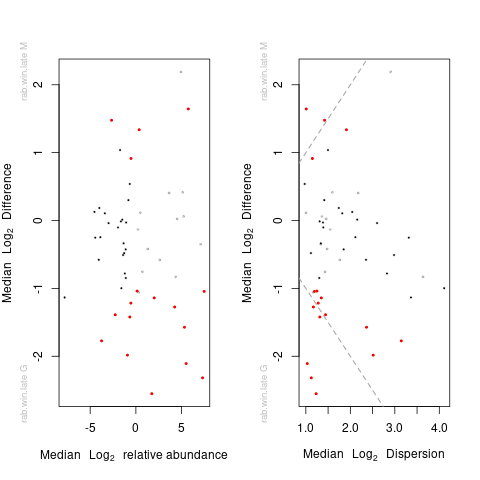 rab.win.late M
rab.win.late G
Median Log2 Difference
2
1
0
-1
-2
-5 0 5
Median Log2 relative abundance
rab.win.late M
rab.win.late G
Median Log2 Difference
2
1
0
-1
-2
1.0 2.0 3.0 4.0
Median Log2 Dispersion